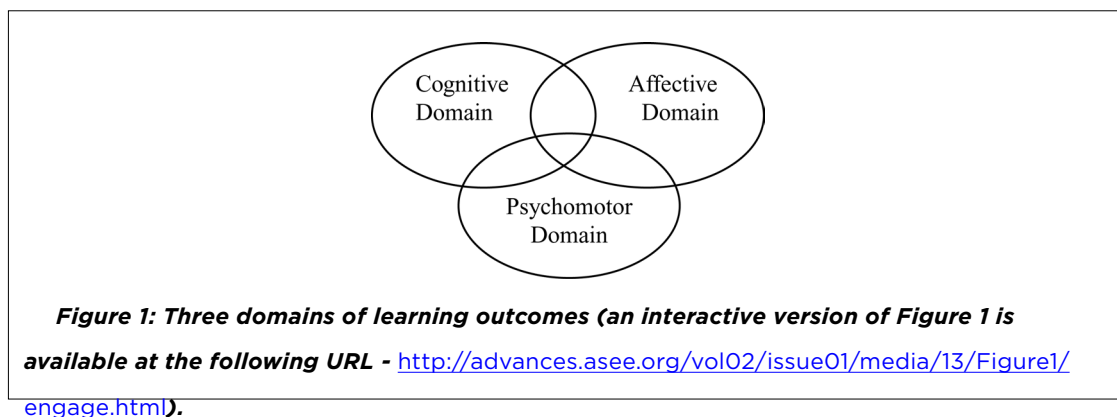 Cognitive
Domain
Affective
Domain
Psychomotor
Domain
Figure 1: Three domains of learning outcomes (an interactive version of Figure 1 is
available at the following URL - http://advances.asee.org/vol02/issue01/media/13/Figure1/
engage.html).